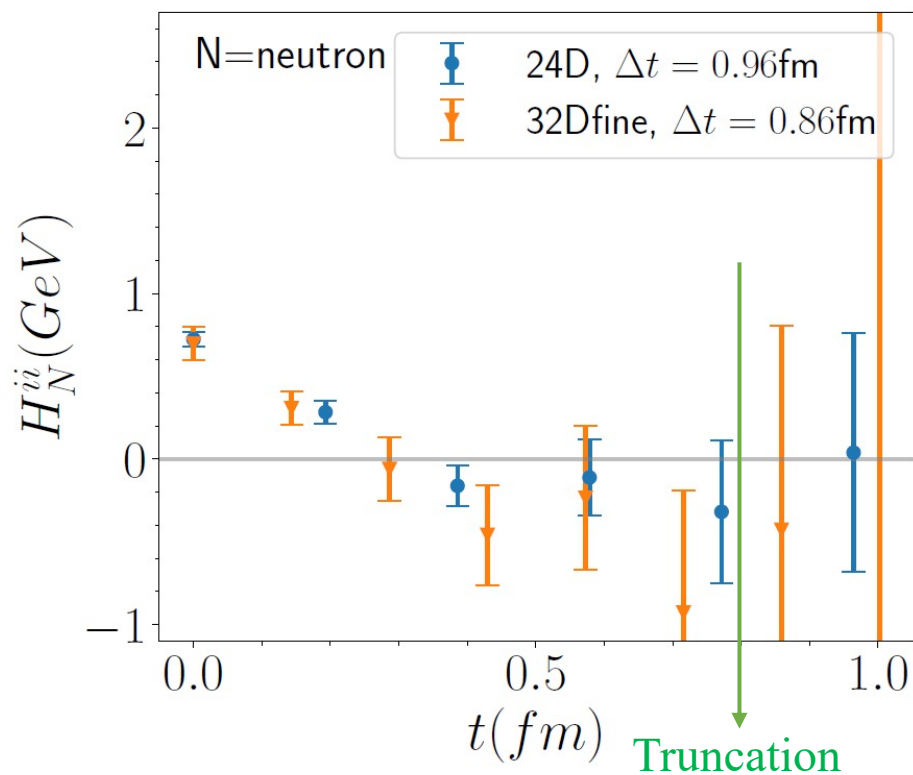 N=neutron
24D, Δt = 0.96fm
32Dfine, Δt = 0.86fm
2
1
0
−1
H_N^{ii}(GeV)
0.0 0.5 1.0
t(fm)
Truncation